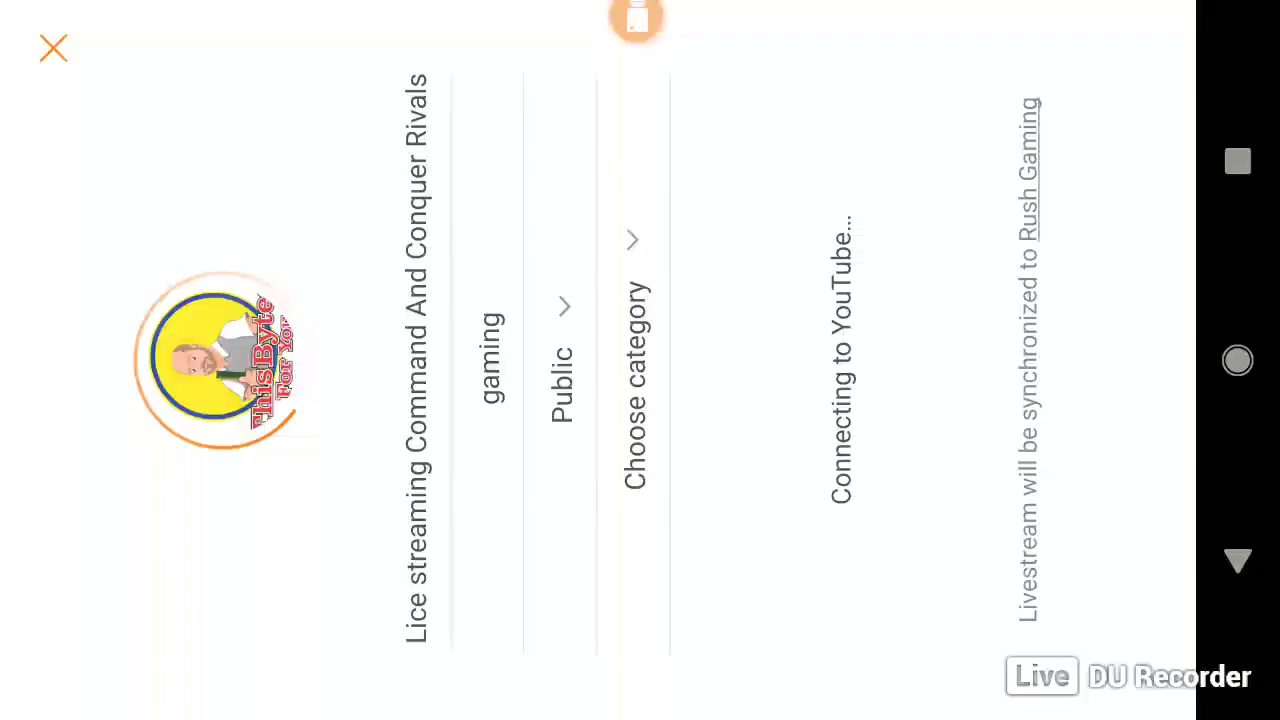 This Byte
For You
Lice streaming Command And Conquer Rivals
gaming
Public
Choose category
Connecting to YouTube...
Livestream will be synchronized to Rush Gaming
Live DU Recorder